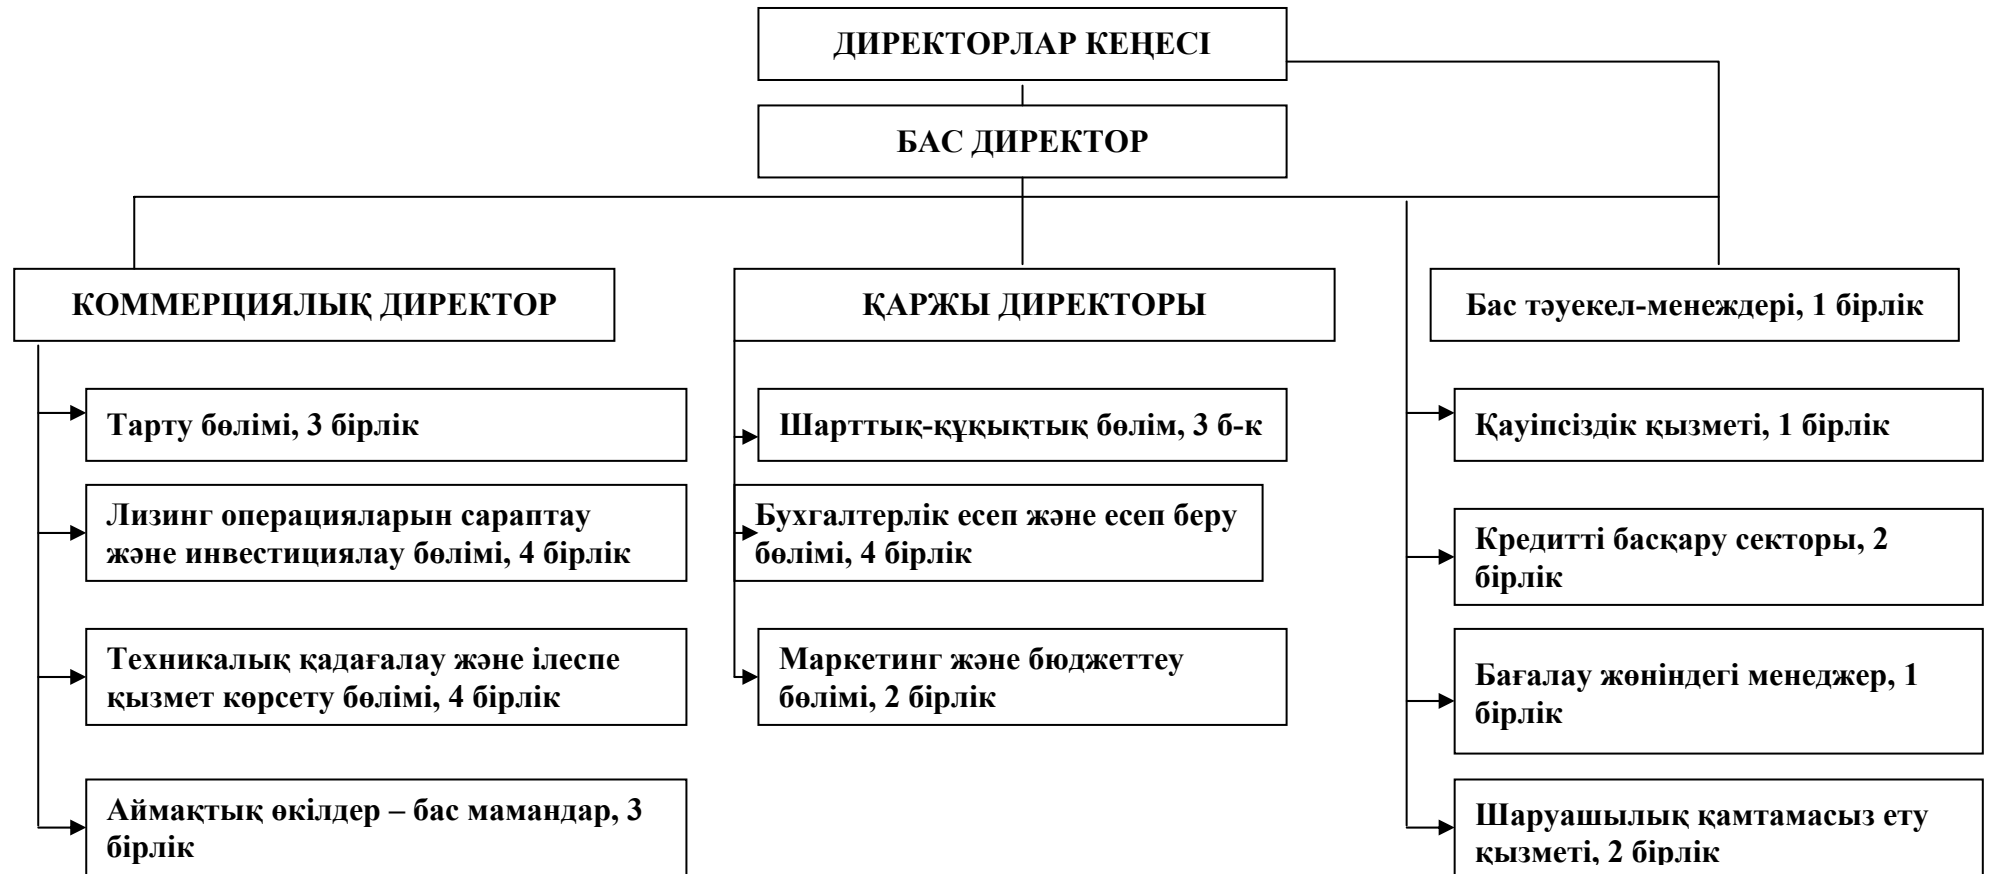 ДИРЕКТОРЛАР КЕҢЕСІ
БАС ДИРЕКТОР
КОММЕРЦИЯЛЫҚ ДИРЕКТОР
ҚАРЖЫ ДИРЕКТОРЫ
Бас тәуекел-менеждері, 1 бірлік
Тарту бөлімі, 3 бірлік
Лизинг операцияларын сараптау
және инвестициялау бөлімі, 4 бірлік
Техникалық қадағалау және ілеспе
қызмет көрсету бөлімі, 4 бірлік
Аймақтық өкілдер – бас мамандар, 3
бірлік
Шарттық-құқықтық бөлім, 3 б-к
Бухгалтерлік есеп және есеп беру
бөлімі, 4 бірлік
Маркетинг және бюджеттеу
бөлімі, 2 бірлік
Қауіпсіздік қызметі, 1 бірлік
Кредитті басқару секторы, 2
бірлік
Бағалау жөніндегі менеджер, 1
бірлік
Шаруашылық қамтамасыз ету
қызметі, 2 бірлік